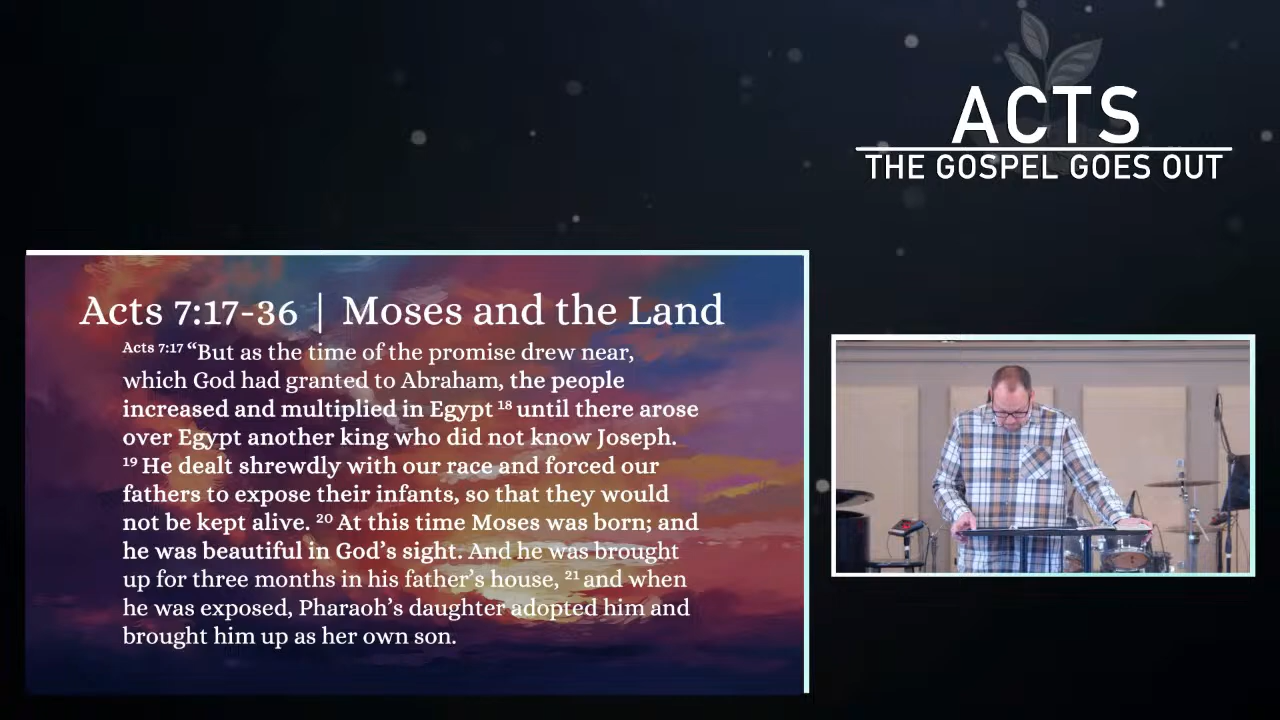 ACTS
THE GOSPEL GOES OUT
Acts 7:17-36 | Moses and the Land
Acts 7:17 “But as the time of the promise drew near,
which God had granted to Abraham, the people
increased and multiplied in Egypt 18 until there arose
over Egypt another king who did not know Joseph.
19 He dealt shrewdly with our race and forced our
fathers to expose their infants, so that they would
not be kept alive. 20 At this time Moses was born; and
he was beautiful in God’s sight. And he was brought
up for three months in his father’s house, 21 and when
he was exposed, Pharaoh’s daughter adopted him and
brought him up as her own son.